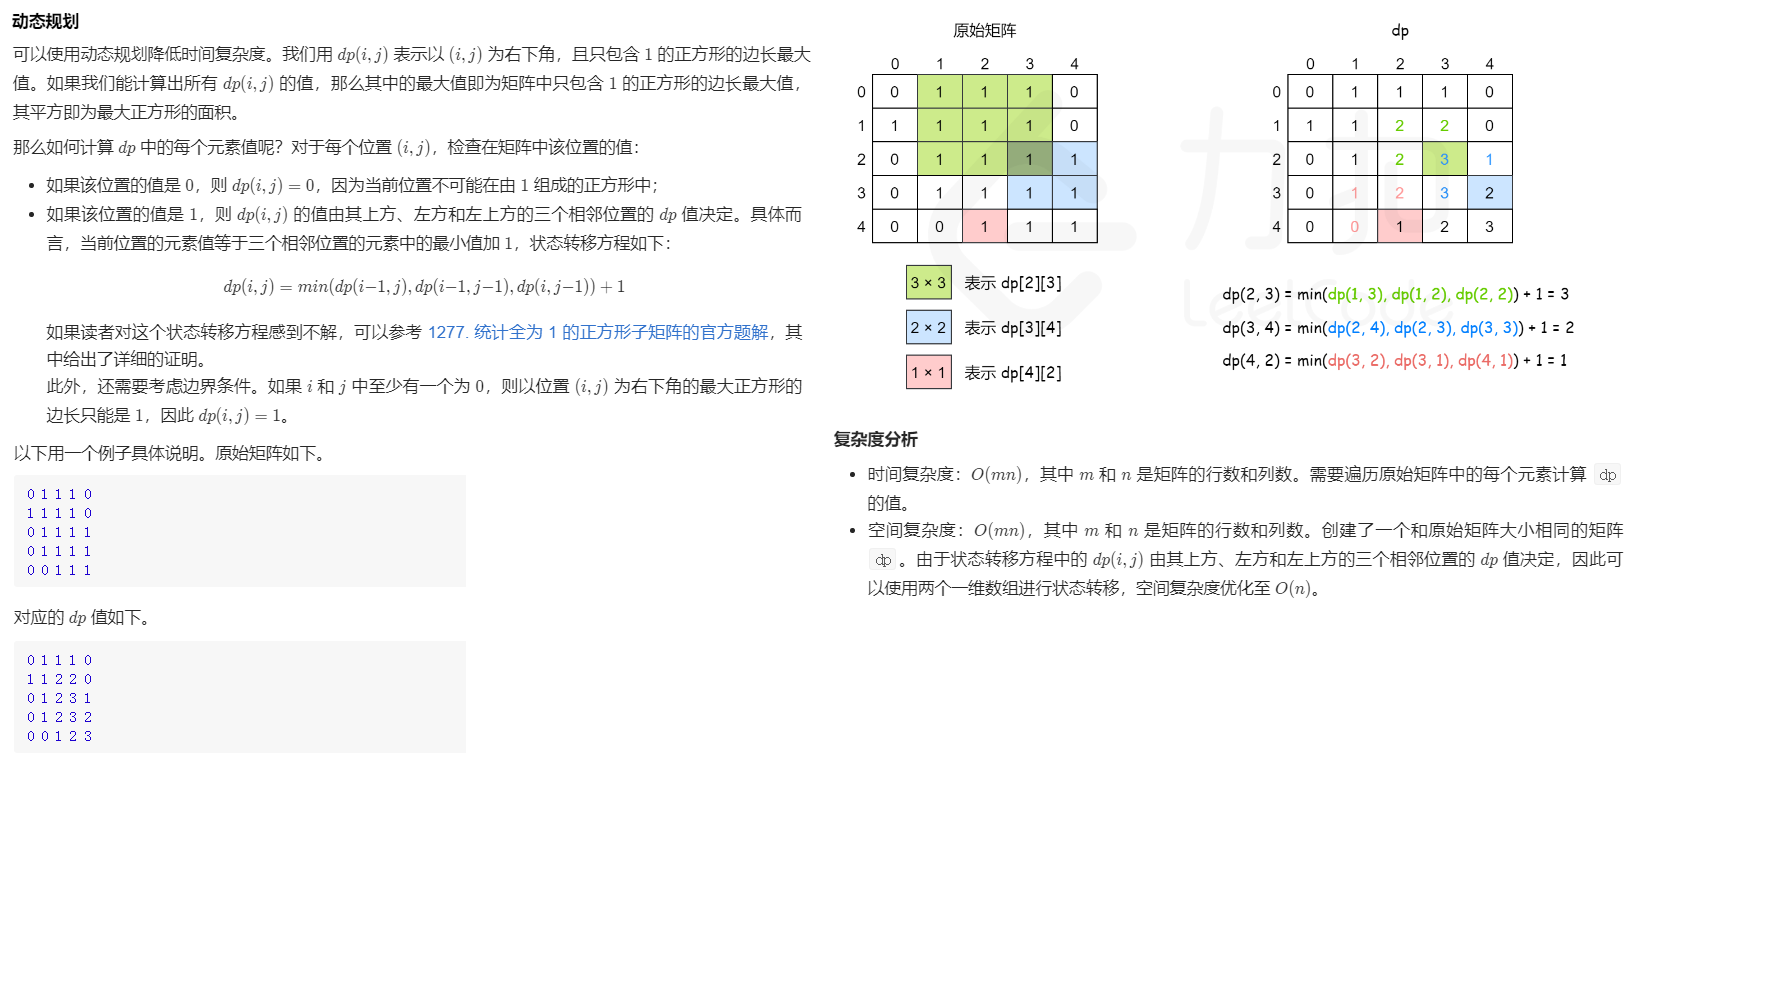 动态规划
可以使用动态规划降低时间复杂度。我们用 dp(i, j) 表示以 (i, j) 为右下角，且只包含 1 的正方形的边长最大
值。如果我们能计算出所有 dp(i, j) 的值，那么其中的最大值即为矩阵中只包含 1 的正方形的边长最大值，
其平方即为最大正方形的面积。
那么如何计算 dp 中的每个元素值呢？对于每个位置 (i, j)，检查在矩阵中该位置的值：
• 如果该位置的值是 0，则 dp(i, j) = 0，因为当前位置不可能在由 1 组成的正方形中；
• 如果该位置的值是 1，则 dp(i, j) 的值由其上方、左方和左上方的三个相邻位置的 dp 值决定。具体而
言，当前位置的元素值等于三个相邻位置的元素中的最小值加 1，状态转移方程如下：
dp(i, j) = min(dp(i−1, j), dp(i−1, j−1), dp(i, j−1)) + 1
如果读者对这个状态转移方程感到不解，可以参考 1277. 统计全为 1 的正方形子矩阵的官方题解，其
中给出了详细的证明。
此外，还需要考虑边界条件。如果 i 和 j 中至少有一个为 0，则以位置 (i, j) 为右下角的最大正方形的
边长只能是 1，因此 dp(i, j) = 1。
以下用一个例子具体说明。原始矩阵如下。
0 1 1 1 0
1 1 1 1 0
0 1 1 1 1
0 1 1 1 1
0 0 1 1 1
对应的 dp 值如下。
0 1 1 1 0
1 1 2 2 0
0 1 2 3 1
0 1 2 3 2
0 0 1 2 3
原始矩阵
0 1 2 3 4
0 0 1 1 1 0
1 1 1 1 1 0
2 0 1 1 1 1
3 0 1 1 1 1
4 0 0 1 1 1
3 × 3 表示 dp[2][3]
2 × 2 表示 dp[3][4]
1 × 1 表示 dp[4][2]
dp
0 1 2 3 4
0 0 1 1 1 0
1 1 1 2 2 0
2 0 1 2 3 1
3 0 1 2 3 2
4 0 0 1 2 3
力扣
LeetCode
dp(2, 3) = min(dp(1, 3), dp(1, 2), dp(2, 2)) + 1 = 3
dp(3, 4) = min(dp(2, 4), dp(2, 3), dp(3, 3)) + 1 = 2
dp(4, 2) = min(dp(3, 2), dp(3, 1), dp(4, 1)) + 1 = 1
复杂度分析
• 时间复杂度：O(mn)，其中 m 和 n 是矩阵的行数和列数。需要遍历原始矩阵中的每个元素计算 dp
的值。
• 空间复杂度：O(mn)，其中 m 和 n 是矩阵的行数和列数。创建了一个和原始矩阵大小相同的矩阵
dp 。由于状态转移方程中的 dp(i, j) 由其上方、左方和左上方的三个相邻位置的 dp 值决定，因此可
以使用两个一维数组进行状态转移，空间复杂度优化至 O(n)。